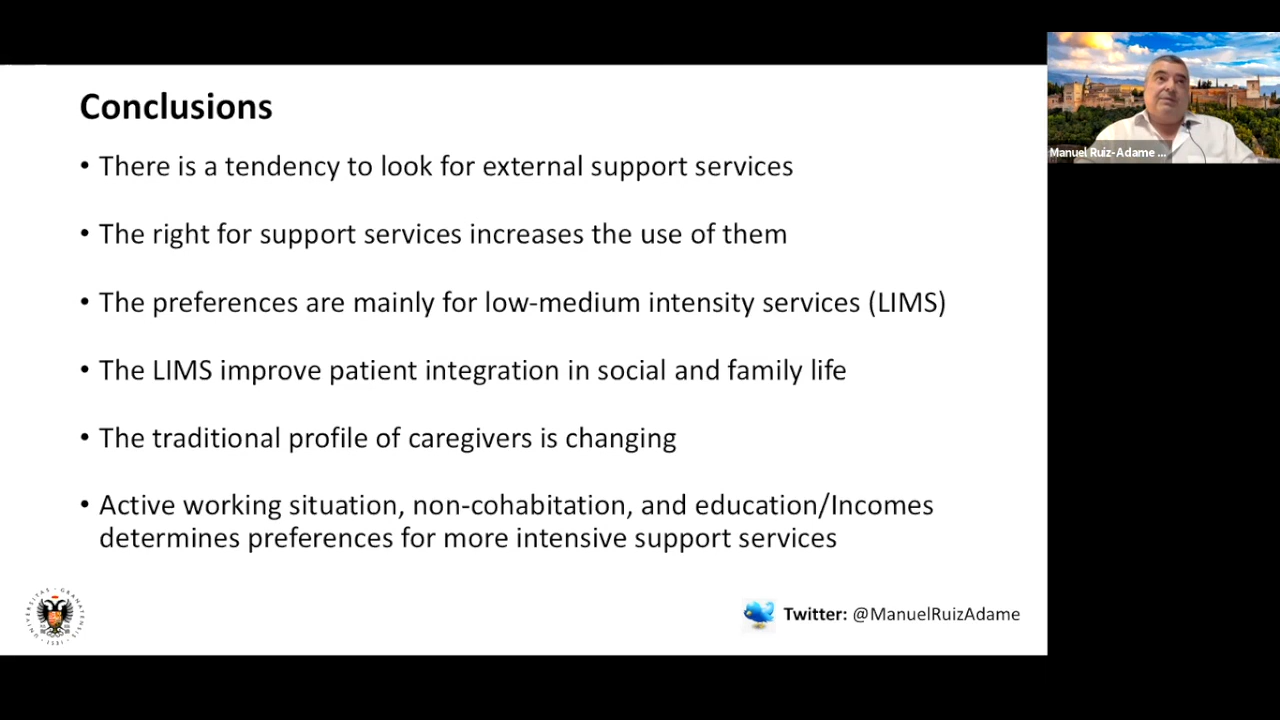 Conclusions
• There is a tendency to look for external support services
• The right for support services increases the use of them
• The preferences are mainly for low-medium intensity services (LIMS)
• The LIMS improve patient integration in social and family life
• The traditional profile of caregivers is changing
• Active working situation, non-cohabitation, and education/Incomes
determines preferences for more intensive support services
UNIVERSITAS · GRANATENSIS · 1531 ·
Twitter: @ManuelRuizAdame
Manuel Ruiz-Adame ...